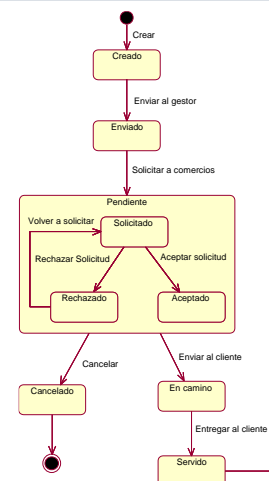 Crear
Creado
Enviar al gestor
Enviado
Solicitar a comercios
Pendiente
Volver a solicitar
Solicitado
Rechazar Solicitud
Aceptar solicitud
Rechazado
Aceptado
Cancelar
Enviar al cliente
Cancelado
En camino
Entregar al cliente
Servido